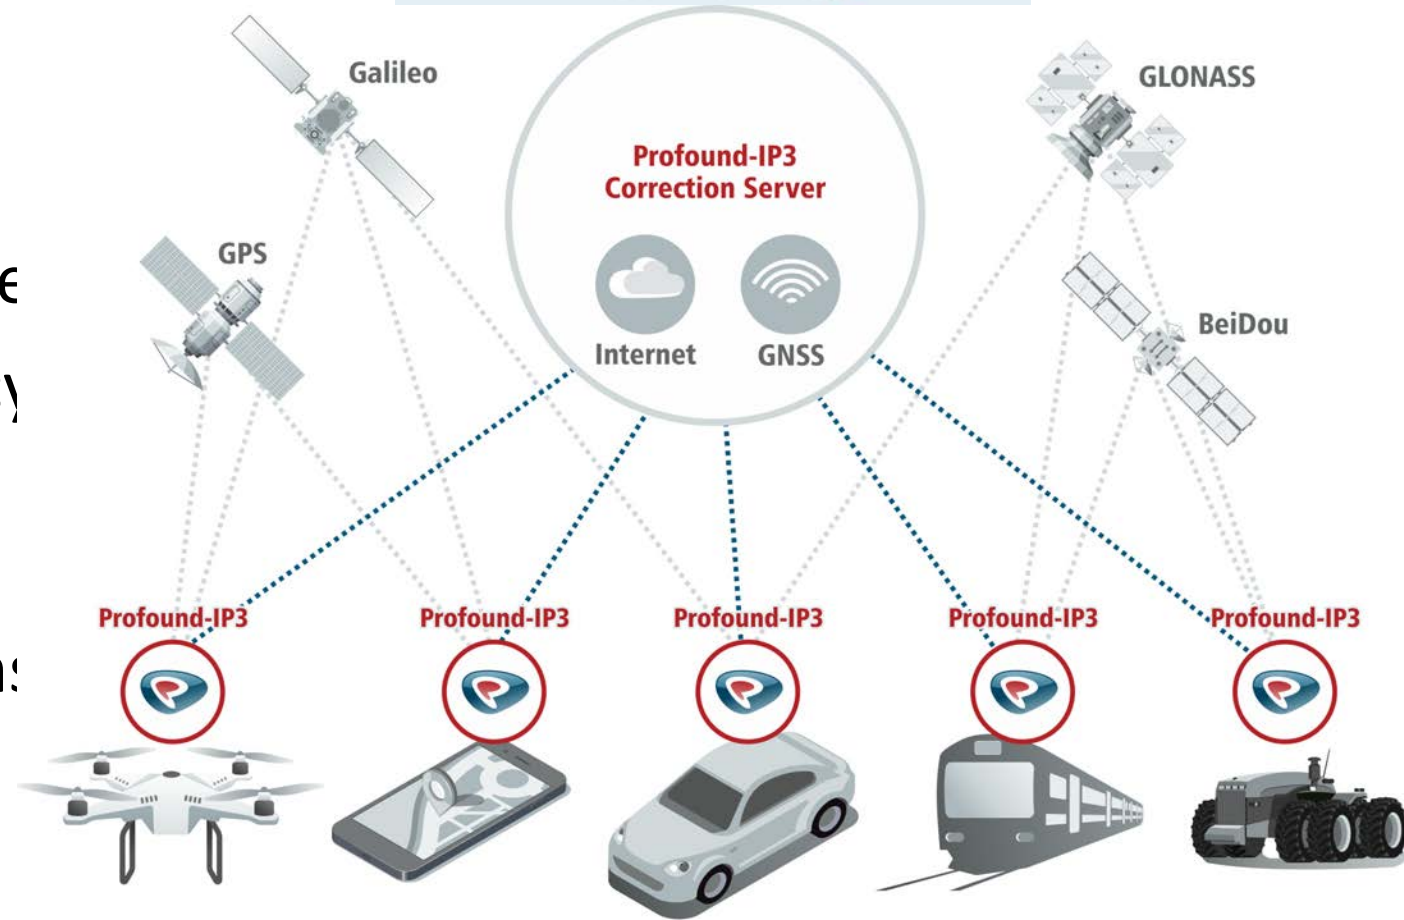 Galileo
GLONASS
Profound-IP3
Correction Server
GPS
BeiDou
Internet
GNSS
Profound-IP3
Profound-IP3
Profound-IP3
Profound-IP3
Profound-IP3